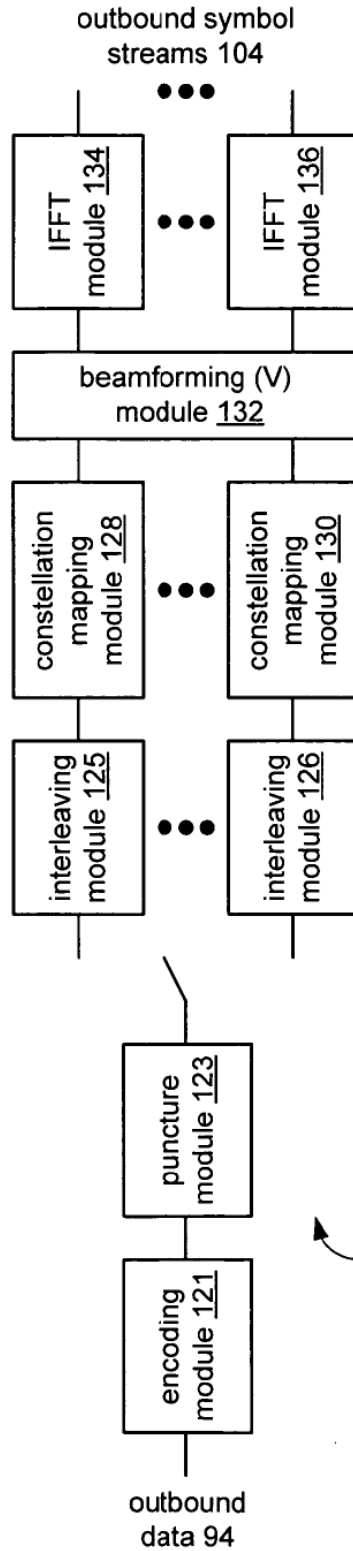 outbound
data 94
encoding
module 121
puncture
module 123
interleaving
module 125
interleaving
module 126
constellation
mapping
module 128
constellation
mapping
module 130
beamforming (V)
module 132
IFFT
module 134
IFFT
module 136
outbound symbol
streams 104